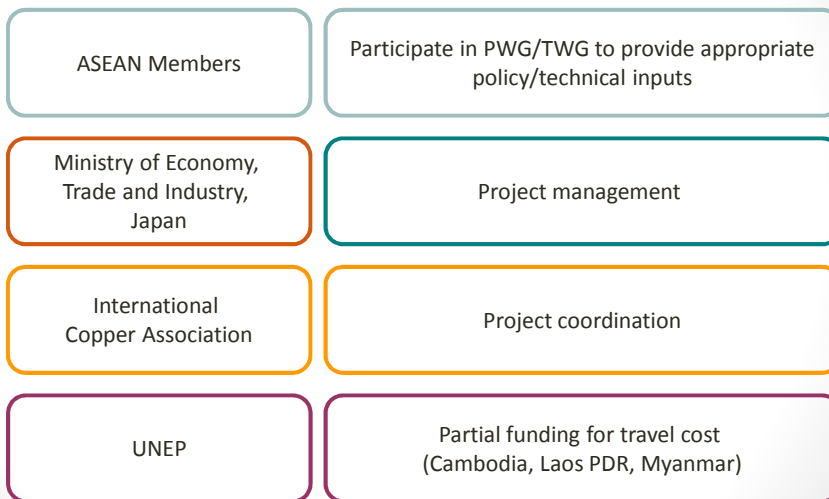 ASEAN Members
Participate in PWG/TWG to provide appropriate
policy/technical inputs
Ministry of Economy,
Trade and Industry,
Japan
Project management
International
Copper Association
Project coordination
UNEP
Partial funding for travel cost
(Cambodia, Laos PDR, Myanmar)